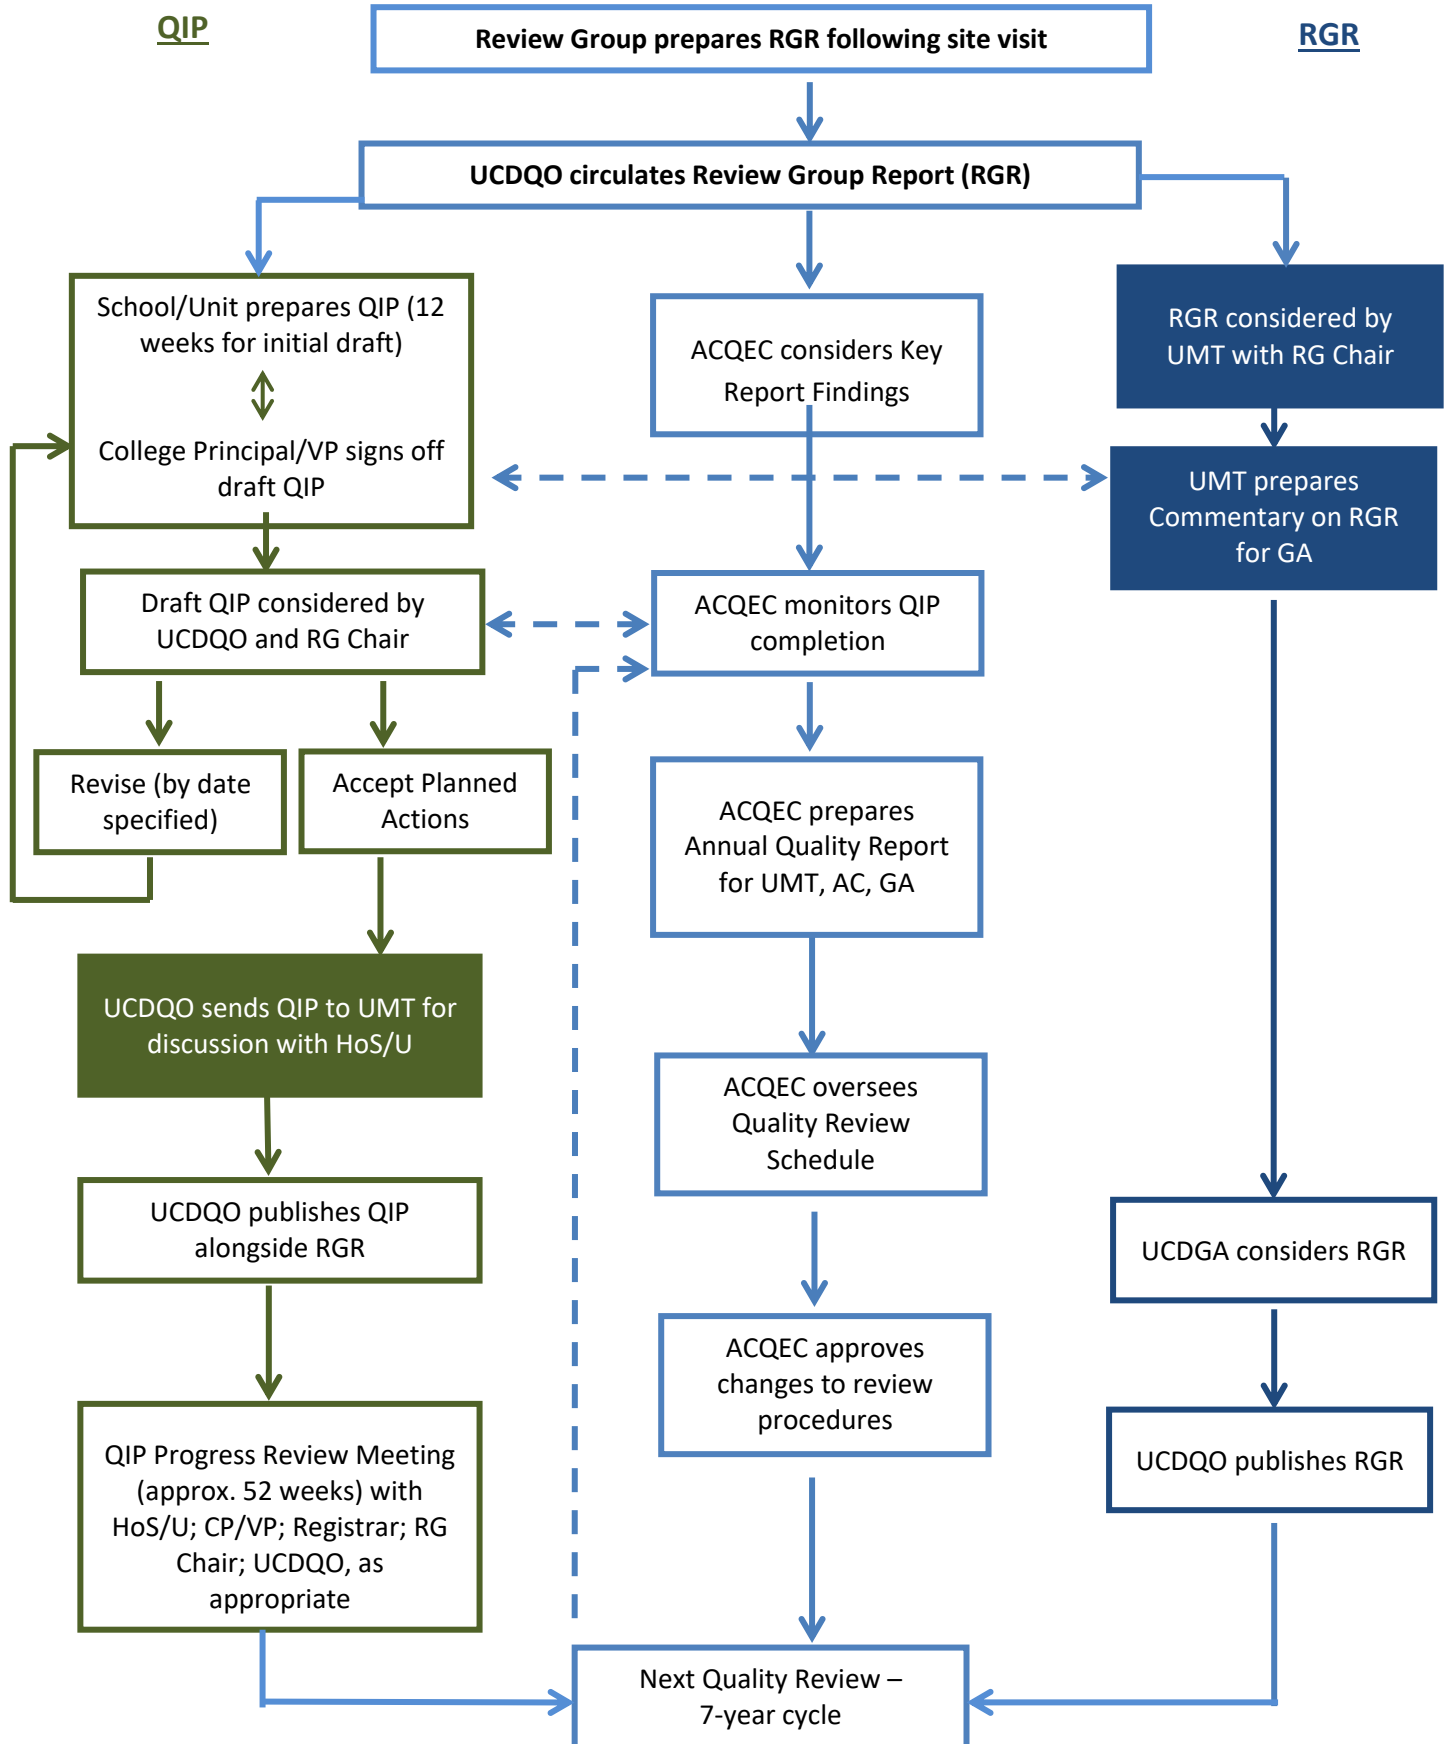 QIP
Review Group prepares RGR following site visit
RGR
UCDQO circulates Review Group Report (RGR)
School/Unit prepares QIP (12
weeks for initial draft)
College Principal/VP signs off
draft QIP
ACQEC considers Key
Report Findings
RGR considered by
UMT with RG Chair
UMT prepares
Commentary on RGR
for GA
Draft QIP considered by
UCDQO and RG Chair
ACQEC monitors QIP
completion
Revise (by date
specified)
Accept Planned
Actions
ACQEC prepares
Annual Quality Report
for UMT, AC, GA
UCDQO sends QIP to UMT for
discussion with HoS/U
ACQEC oversees
Quality Review
Schedule
UCDQO publishes QIP
alongside RGR
UCDGA considers RGR
ACQEC approves
changes to review
procedures
QIP Progress Review Meeting
(approx. 52 weeks) with
HoS/U; CP/VP; Registrar; RG
Chair; UCDQO, as
appropriate
UCDQO publishes RGR
Next Quality Review –
7-year cycle